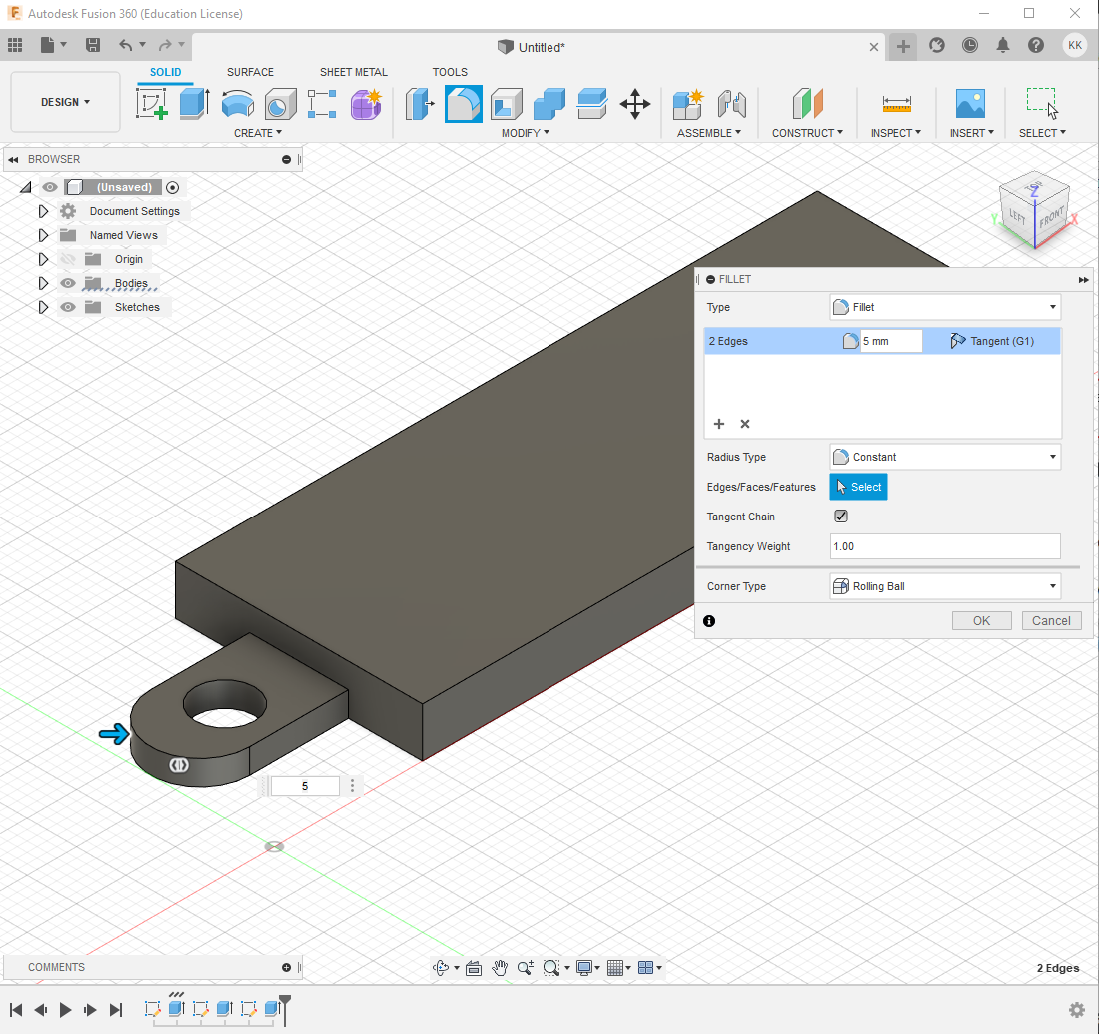 Autodesk Fusion 360 (Education License)
Untitled*
KK
DESIGN
SOLID
SURFACE
SHEET METAL
TOOLS
CREATE
MODIFY
ASSEMBLE
CONSTRUCT
INSPECT
INSERT
SELECT
BROWSER
(Unsaved)
Document Settings
Named Views
Origin
Bodies
Sketches
Z
LEFT
FRONT
Y
X
FILLET
Type
Fillet
2 Edges
5 mm
Tangent (G1)
Radius Type
Constant
Edges/Faces/Features
Select
Tangent Chain
Tangency Weight
1.00
Corner Type
Rolling Ball
OK
Cancel
5
COMMENTS
2 Edges